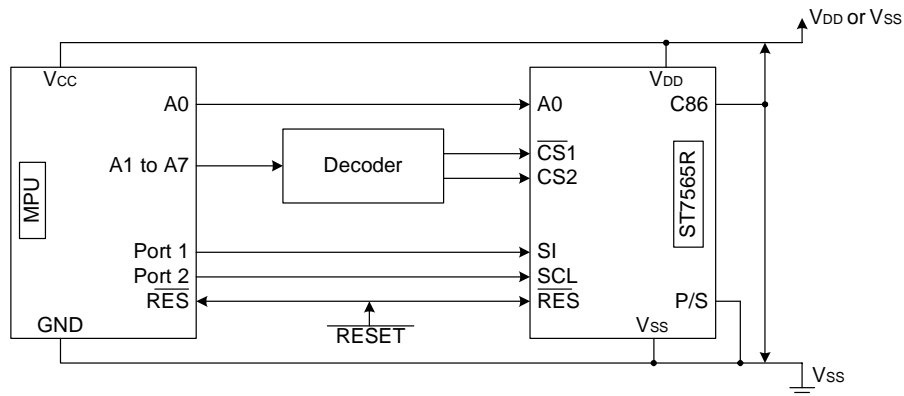 VDD or VSS
VCC
VDD
A0
A0
C86
A1 to A7
Decoder
CS1
CS2
MPU
ST7565R
Port 1
SI
Port 2
SCL
RES
RES
P/S
RESET
GND
VSS
VSS